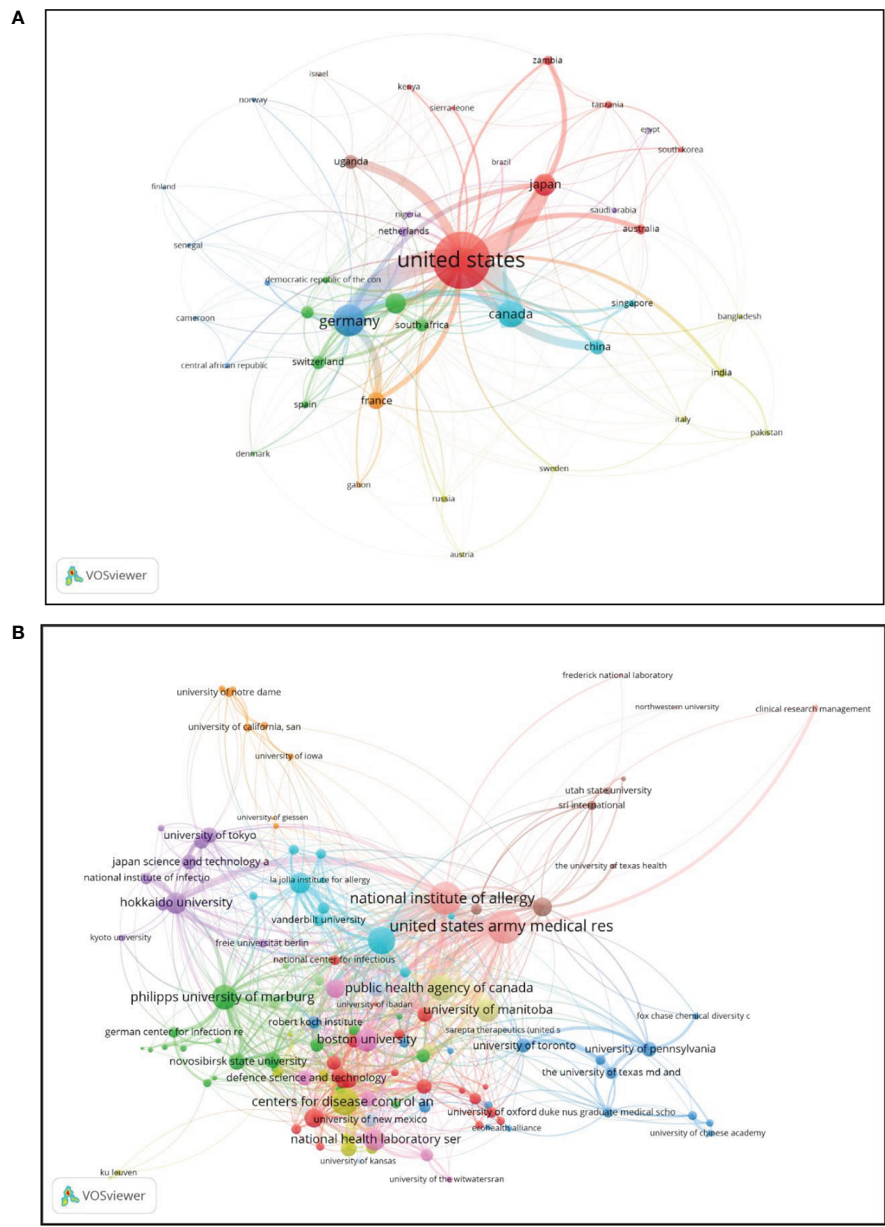 A
zambia
israel
kenya
norway
sierra leone
tanzania
egypt
south korea
uganda
brazil
japan
finland
nigeria
saudi arabia
netherlands
australia
senegal
united states
democratic republic of the con
singapore
cameroon
germany
south africa
canada
bangladesh
china
central african republic
switzerland
india
france
spain
italy
pakistan
denmark
sweden
gabon
russia
austria
VOSviewer
B
frederick national laboratory
university of notre dame
northwestern university
clinical research management
university of california, san
university of iowa
utah state university
sri international
university of giessen
university of tokyo
japan science and technology a
the university of texas health
national institute of infectio
la jolla institute for allergy
national institute of allergy
hokkaido university
vanderbilt university
united states army medical res
kyoto university
freie universität berlin
national center for infectious
public health agency of canada
philipps university of marburg
university of ibadan
university of manitoba
fox chase chemical diversity c
robert koch institute
sarepta therapeutics (united s
german center for infection re
boston university
university of toronto
university of pennsylvania
novosibirsk state university
the university of texas md and
defence science and technology
centers for disease control an
university of oxford
duke nus graduate medical scho
university of new mexico
ecohealth alliance
university of chinese academy
national health laboratory ser
university of kansas
ku leuven
university of the witwatersran
VOSviewer